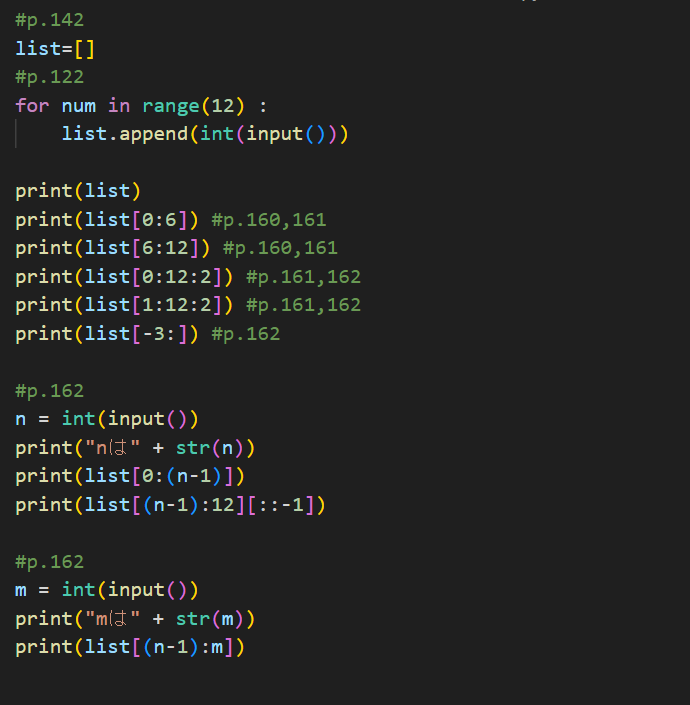 #p.142
list=[]
#p.122
for num in range(12) :
    list.append(int(input()))
print(list)
print(list[0:6]) #p.160,161
print(list[6:12]) #p.160,161
print(list[0:12:2]) #p.161,162
print(list[1:12:2]) #p.161,162
print(list[-3:]) #p.162
#p.162
n = int(input())
print("nは" + str(n))
print(list[0:(n-1)])
print(list[(n-1):12][::-1])
#p.162
m = int(input())
print("mは" + str(m))
print(list[(n-1):m])